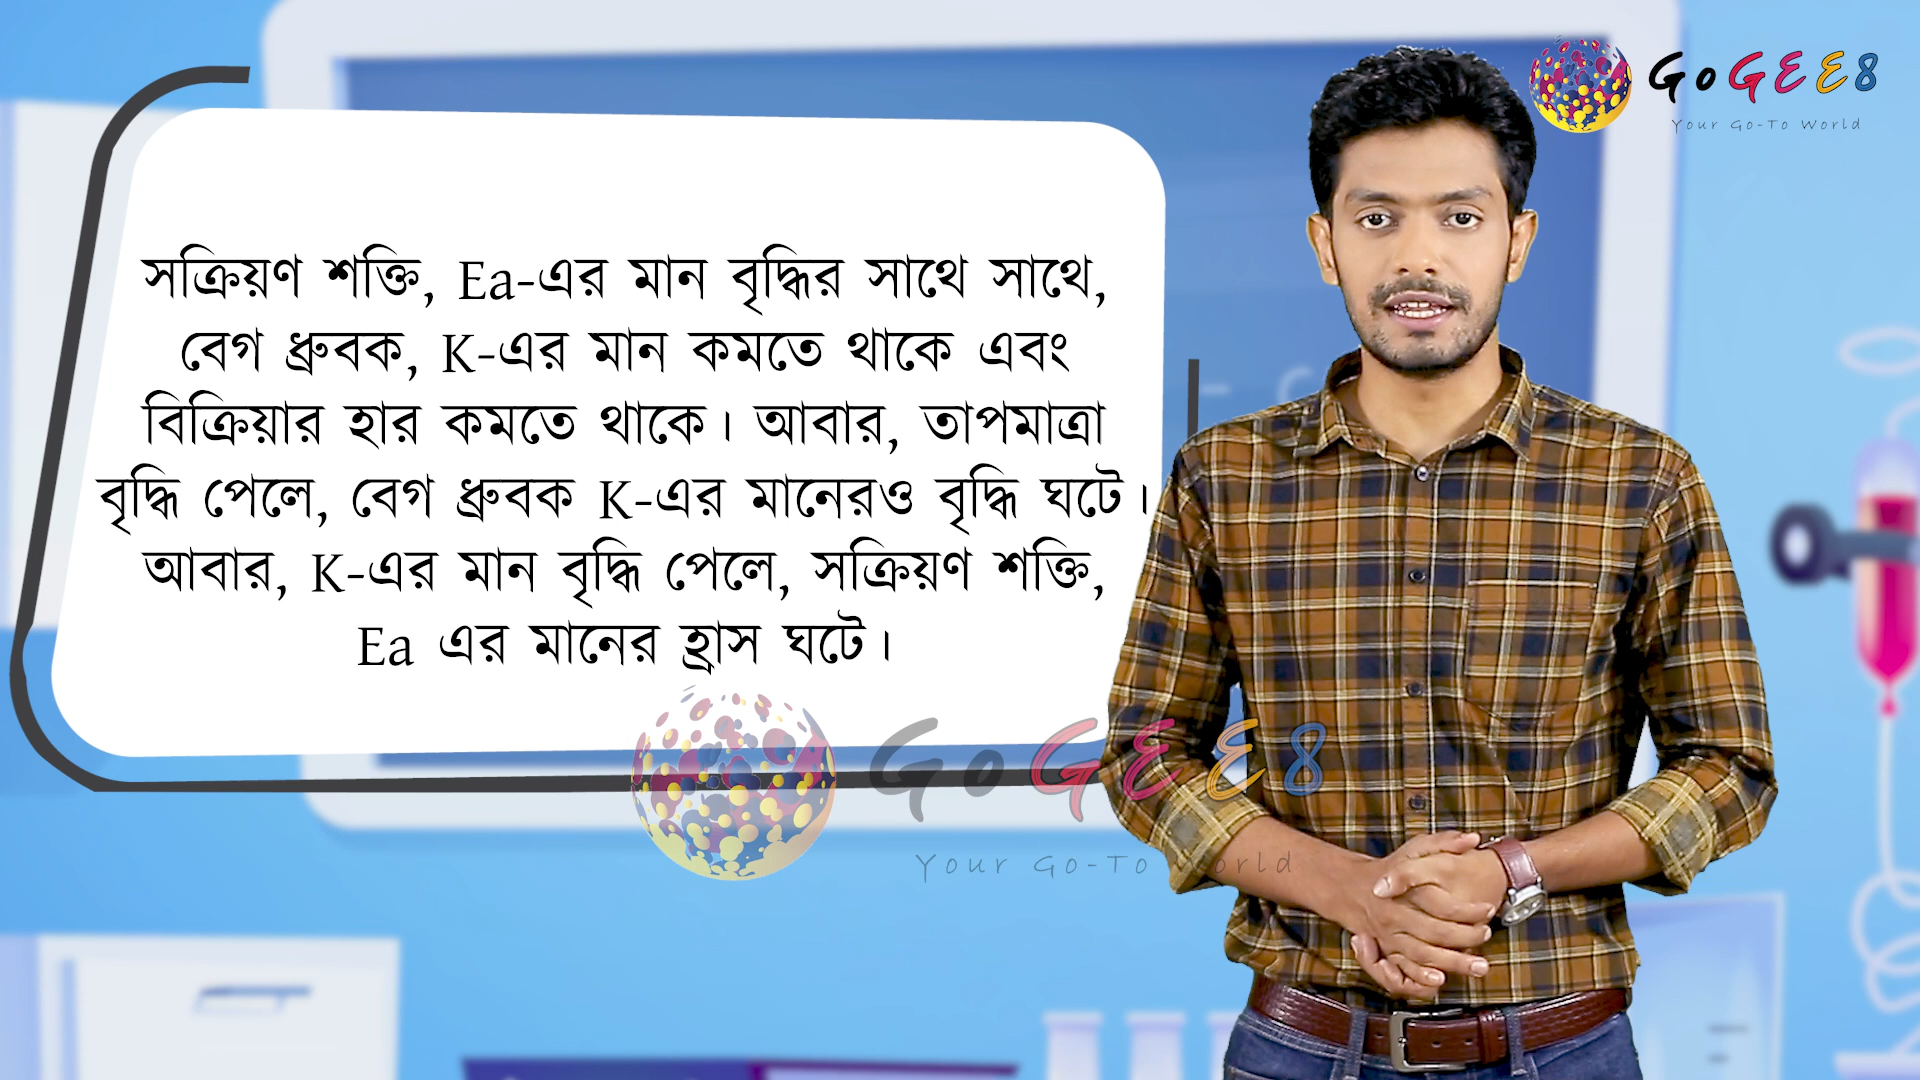 GoGEE8
Your Go-To World
সক্রিয়ণ শক্তি, Ea-এর মান বৃদ্ধির সাথে সাথে,
বেগ ধ্রুবক, K-এর মান কমতে থাকে এবং
বিক্রিয়ার হার কমতে থাকে। আবার, তাপমাত্রা
বৃদ্ধি পেলে, বেগ ধ্রুবক K-এর মানেরও বৃদ্ধি ঘটে।
আবার, K-এর মান বৃদ্ধি পেলে, সক্রিয়ণ শক্তি,
Ea এর মানের হ্রাস ঘটে।
GoGEE8
Your Go-To World